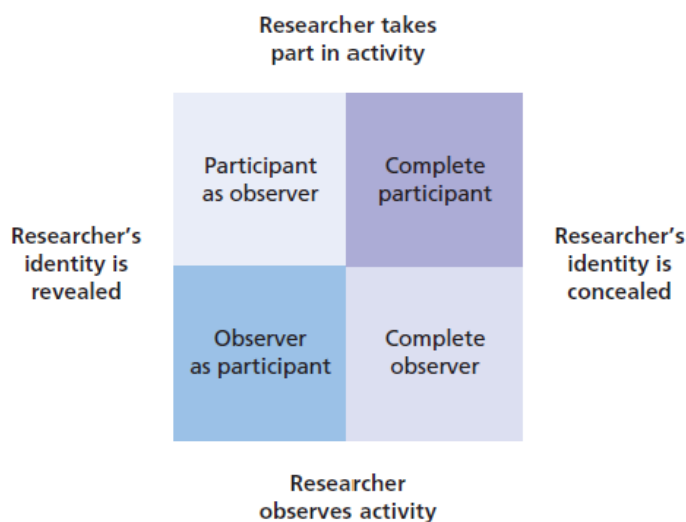 Researcher takes
part in activity
Participant
as observer
Complete
participant
Researcher's
identity is
revealed
Researcher's
identity is
concealed
Observer
as participant
Complete
observer
Researcher
observes activity